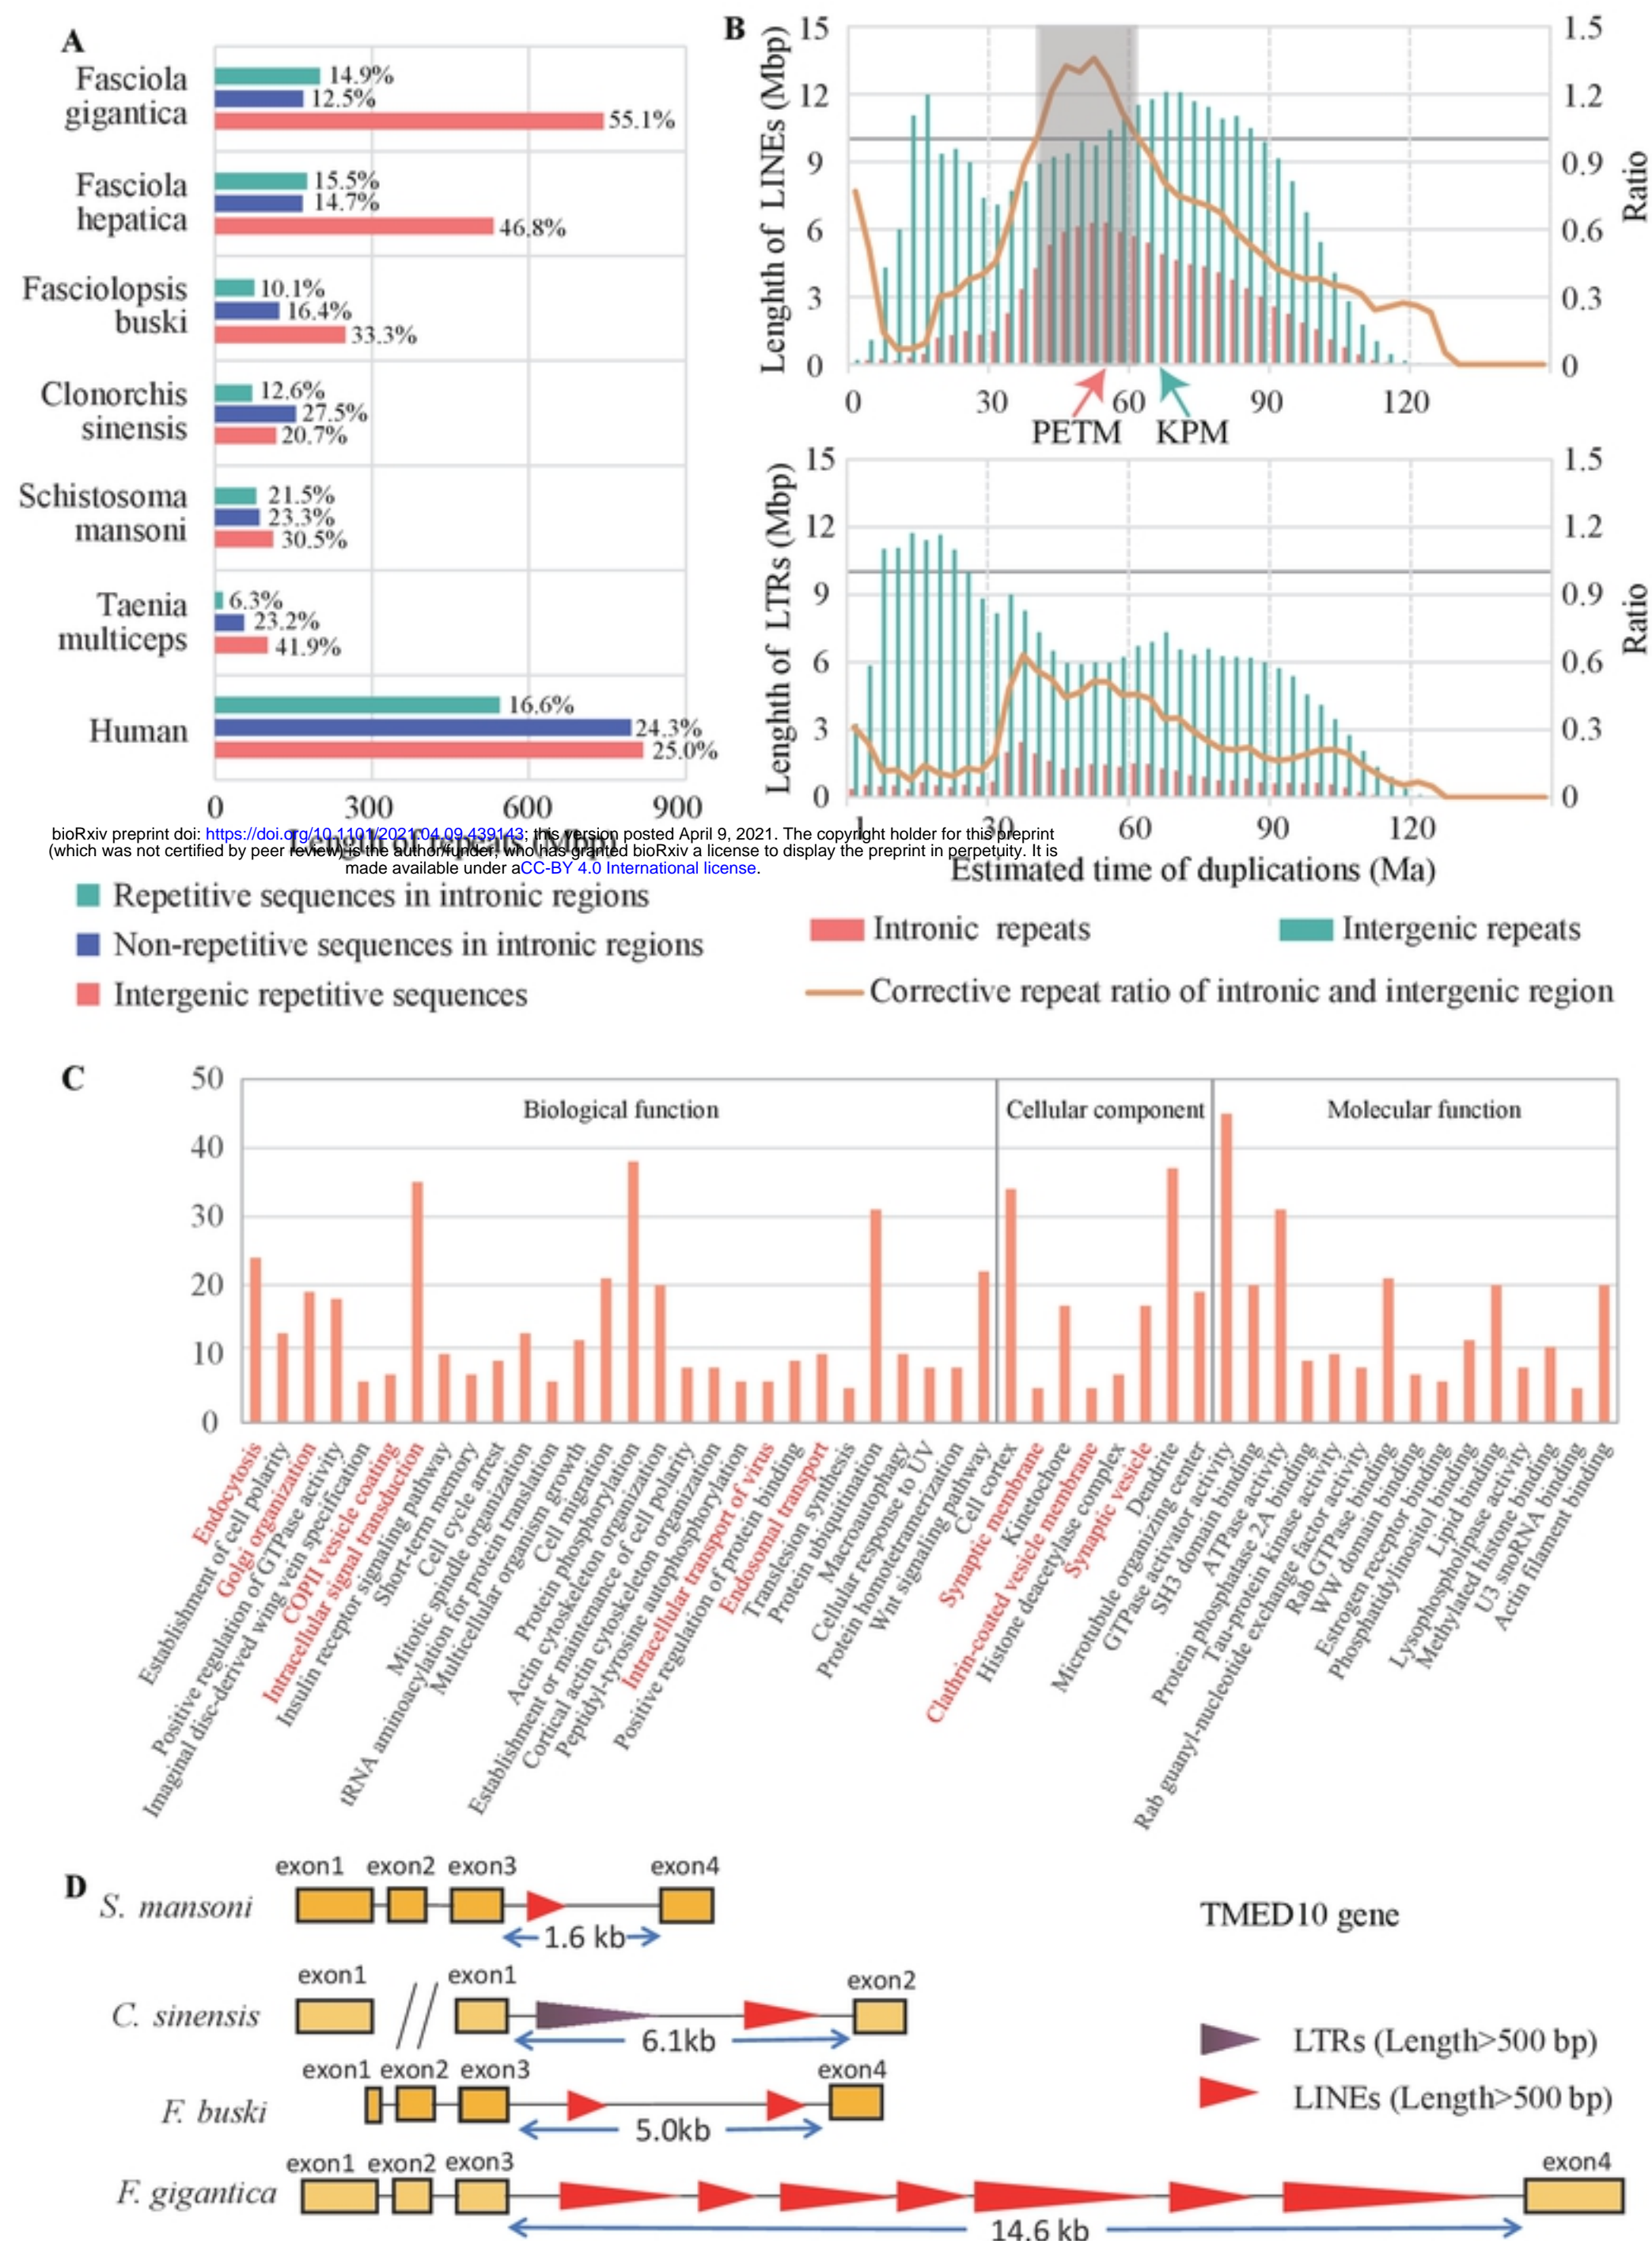 A
Fasciola
gigantica
14.9%
12.5%
55.1%
Fasciola
hepatica
15.5%
14.7%
46.8%
Fasciolopsis
buski
10.1%
16.4%
33.3%
Clonorchis
sinensis
12.6%
27.5%
20.7%
Schistosoma
mansoni
21.5%
23.3%
30.5%
Taenia
multiceps
6.3%
23.2%
41.9%
Human
16.6%
24.3%
25.0%
0 300 600 900
Length of repeats (Mbp)
bioRxiv preprint doi: https://doi.org/10.1101/2021.04.09.439143; this version posted April 9, 2021. The copyright holder for this preprint
(which was not certified by peer review) is the author/funder, who has granted bioRxiv a license to display the preprint in perpetuity. It is
made available under aCC-BY 4.0 International license.
Repetitive sequences in intronic regions
Non-repetitive sequences in intronic regions
Intergenic repetitive sequences
B
Lenghth of LINEs (Mbp)
15
12
9
6
3
0
1.5
1.2
0.9
0.6
0.3
0
Ratio
0 30 60 90 120
PETM KPM
Lenghth of LTRs (Mbp)
15
12
9
6
3
0
1.5
1.2
0.9
0.6
0.3
0
Ratio
1 30 60 90 120
Estimated time of duplications (Ma)
Intronic repeats
Intergenic repeats
Corrective repeat ratio of intronic and intergenic region
C
50
40
30
20
10
0
Biological function
Cellular component
Molecular function
Endocytosis
Establishment of cell polarity
Golgi organization
Positive regulation of GTPase activity
Imaginal disc-derived wing vein specification
COPII vesicle coating
Intracellular signal transduction
Insulin receptor signaling pathway
Short-term memory
Cell cycle arrest
Mitotic spindle organization
tRNA aminoacylation for protein translation
Multicellular organism growth
Cell migration
Protein phosphorylation
Actin cytoskeleton organization
Establishment or maintenance of cell polarity
Cortical actin cytoskeleton organization
Peptidyl-tyrosine autophosphorylation
Intracellular transport of virus
Positive regulation of protein binding
Endosomal transport
Translesion synthesis
Protein ubiquitination
Macroautophagy
Cellular response to UV
Protein homotetramerization
Wnt signaling pathway
Cell cortex
Synaptic membrane
Kinetochore
Clathrin-coated vesicle membrane
Histone deacetylase complex
Synaptic vesicle
Dendrite
Microtubule organizing center
GTPase activator activity
SH3 domain binding
ATPase activity
Protein phosphatase 2A binding
Tau-protein kinase activity
Rab guanyl-nucleotide exchange factor activity
Rab GTPase binding
WW domain binding
Estrogen receptor binding
Phosphatidylinositol binding
Lipid binding
Lysophospholipase activity
Methylated histone binding
U3 snoRNA binding
Actin filament binding
D
exon1 exon2 exon3 exon4
S. mansoni
1.6 kb
TMED10 gene
exon1 exon1 exon2
C. sinensis
6.1kb
LTRs (Length>500 bp)
exon1 exon2 exon3 exon4
F. buski
5.0kb
LINEs (Length>500 bp)
exon1 exon2 exon3 exon4
F. gigantica
14.6 kb